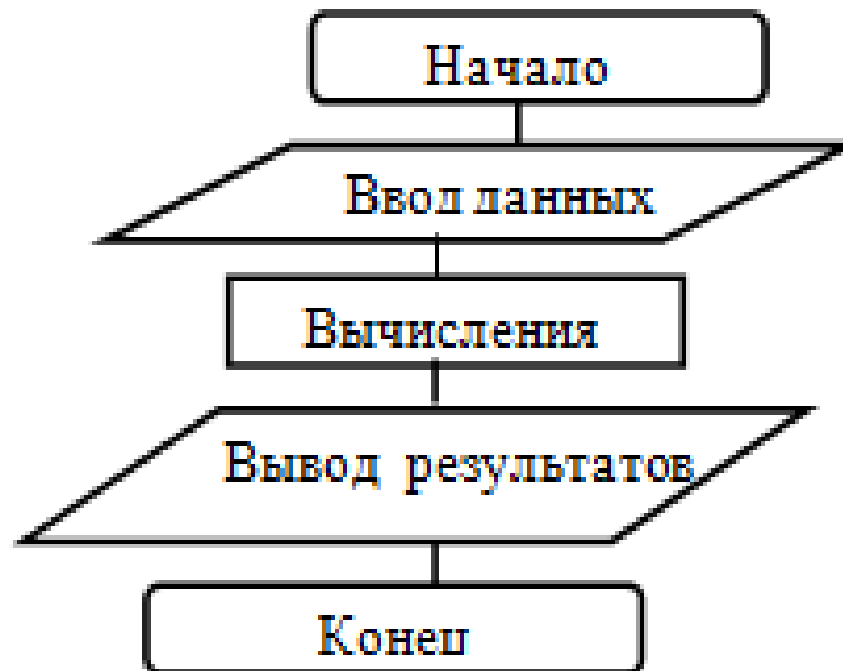 Начало
Ввод данных
Вычисления
Вывод результатов
Конец